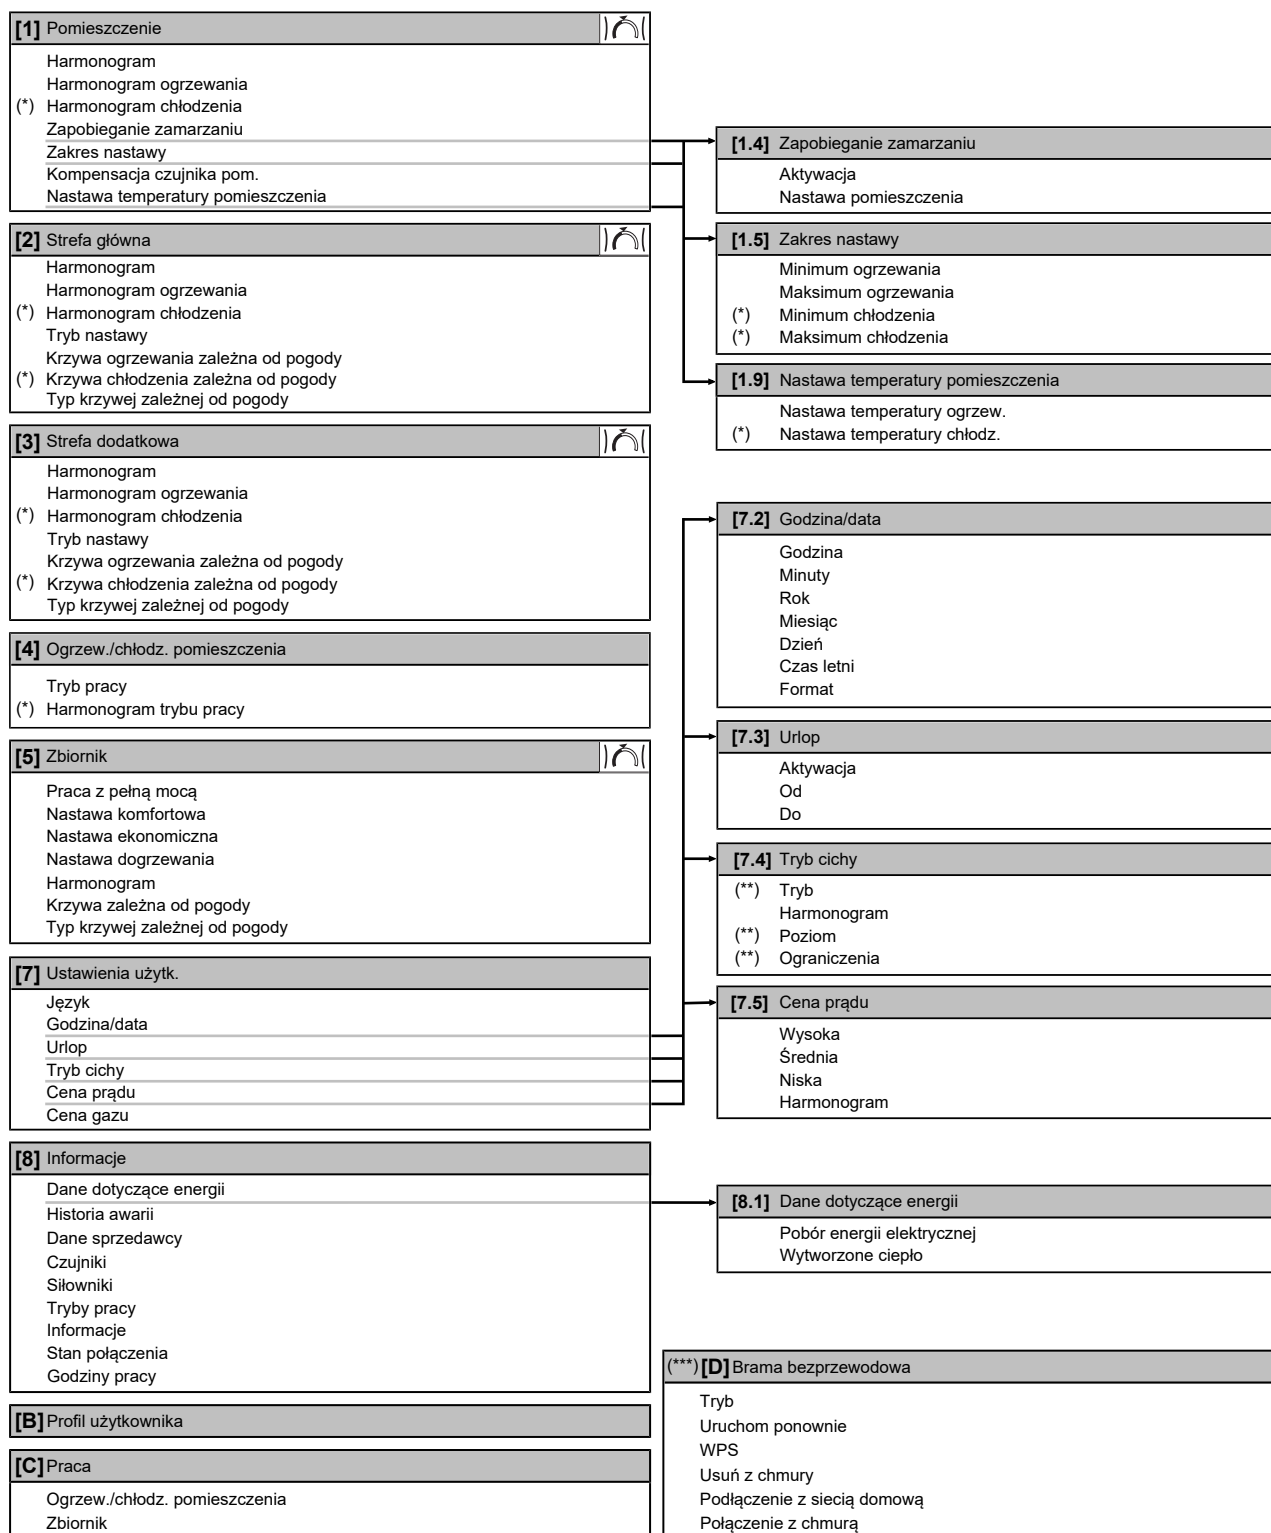 [1] Pomieszczenie
Harmonogram
Harmonogram ogrzewania
(*) Harmonogram chłodzenia
Zapobieganie zamarzaniu
Zakres nastawy
Kompensacja czujnika pom.
Nastawa temperatury pomieszczenia
[2] Strefa główna
Harmonogram
Harmonogram ogrzewania
(*) Harmonogram chłodzenia
Tryb nastawy
Krzywa ogrzewania zależna od pogody
(*) Krzywa chłodzenia zależna od pogody
Typ krzywej zależnej od pogody
[3] Strefa dodatkowa
Harmonogram
Harmonogram ogrzewania
(*) Harmonogram chłodzenia
Tryb nastawy
Krzywa ogrzewania zależna od pogody
(*) Krzywa chłodzenia zależna od pogody
Typ krzywej zależnej od pogody
[4] Ogrzew./chłodz. pomieszczenia
Tryb pracy
(*) Harmonogram trybu pracy
[5] Zbiornik
Praca z pełną mocą
Nastawa komfortowa
Nastawa ekonomiczna
Nastawa dogrzewania
Harmonogram
Krzywa zależna od pogody
Typ krzywej zależnej od pogody
[7] Ustawienia użytk.
Język
Godzina/data
Urlop
Tryb cichy
Cena prądu
Cena gazu
[8] Informacje
Dane dotyczące energii
Historia awarii
Dane sprzedawcy
Czujniki
Siłowniki
Tryby pracy
Informacje
Stan połączenia
Godziny pracy
[B] Profil użytkownika
[C] Praca
Ogrzew./chłodz. pomieszczenia
Zbiornik
[1.4] Zapobieganie zamarzaniu
Aktywacja
Nastawa pomieszczenia
[1.5] Zakres nastawy
Minimum ogrzewania
Maksimum ogrzewania
(*) Minimum chłodzenia
(*) Maksimum chłodzenia
[1.9] Nastawa temperatury pomieszczenia
Nastawa temperatury ogrzew.
(*) Nastawa temperatury chłodz.
[7.2] Godzina/data
Godzina
Minuty
Rok
Miesiąc
Dzień
Czas letni
Format
[7.3] Urlop
Aktywacja
Od
Do
[7.4] Tryb cichy
(**) Tryb
Harmonogram
(**) Poziom
(**) Ograniczenia
[7.5] Cena prądu
Wysoka
Średnia
Niska
Harmonogram
[8.1] Dane dotyczące energii
Pobór energii elektrycznej
Wytworzone ciepło
(***) [D] Brama bezprzewodowa
Tryb
Uruchom ponownie
WPS
Usuń z chmury
Podłączenie z siecią domową
Połączenie z chmurą